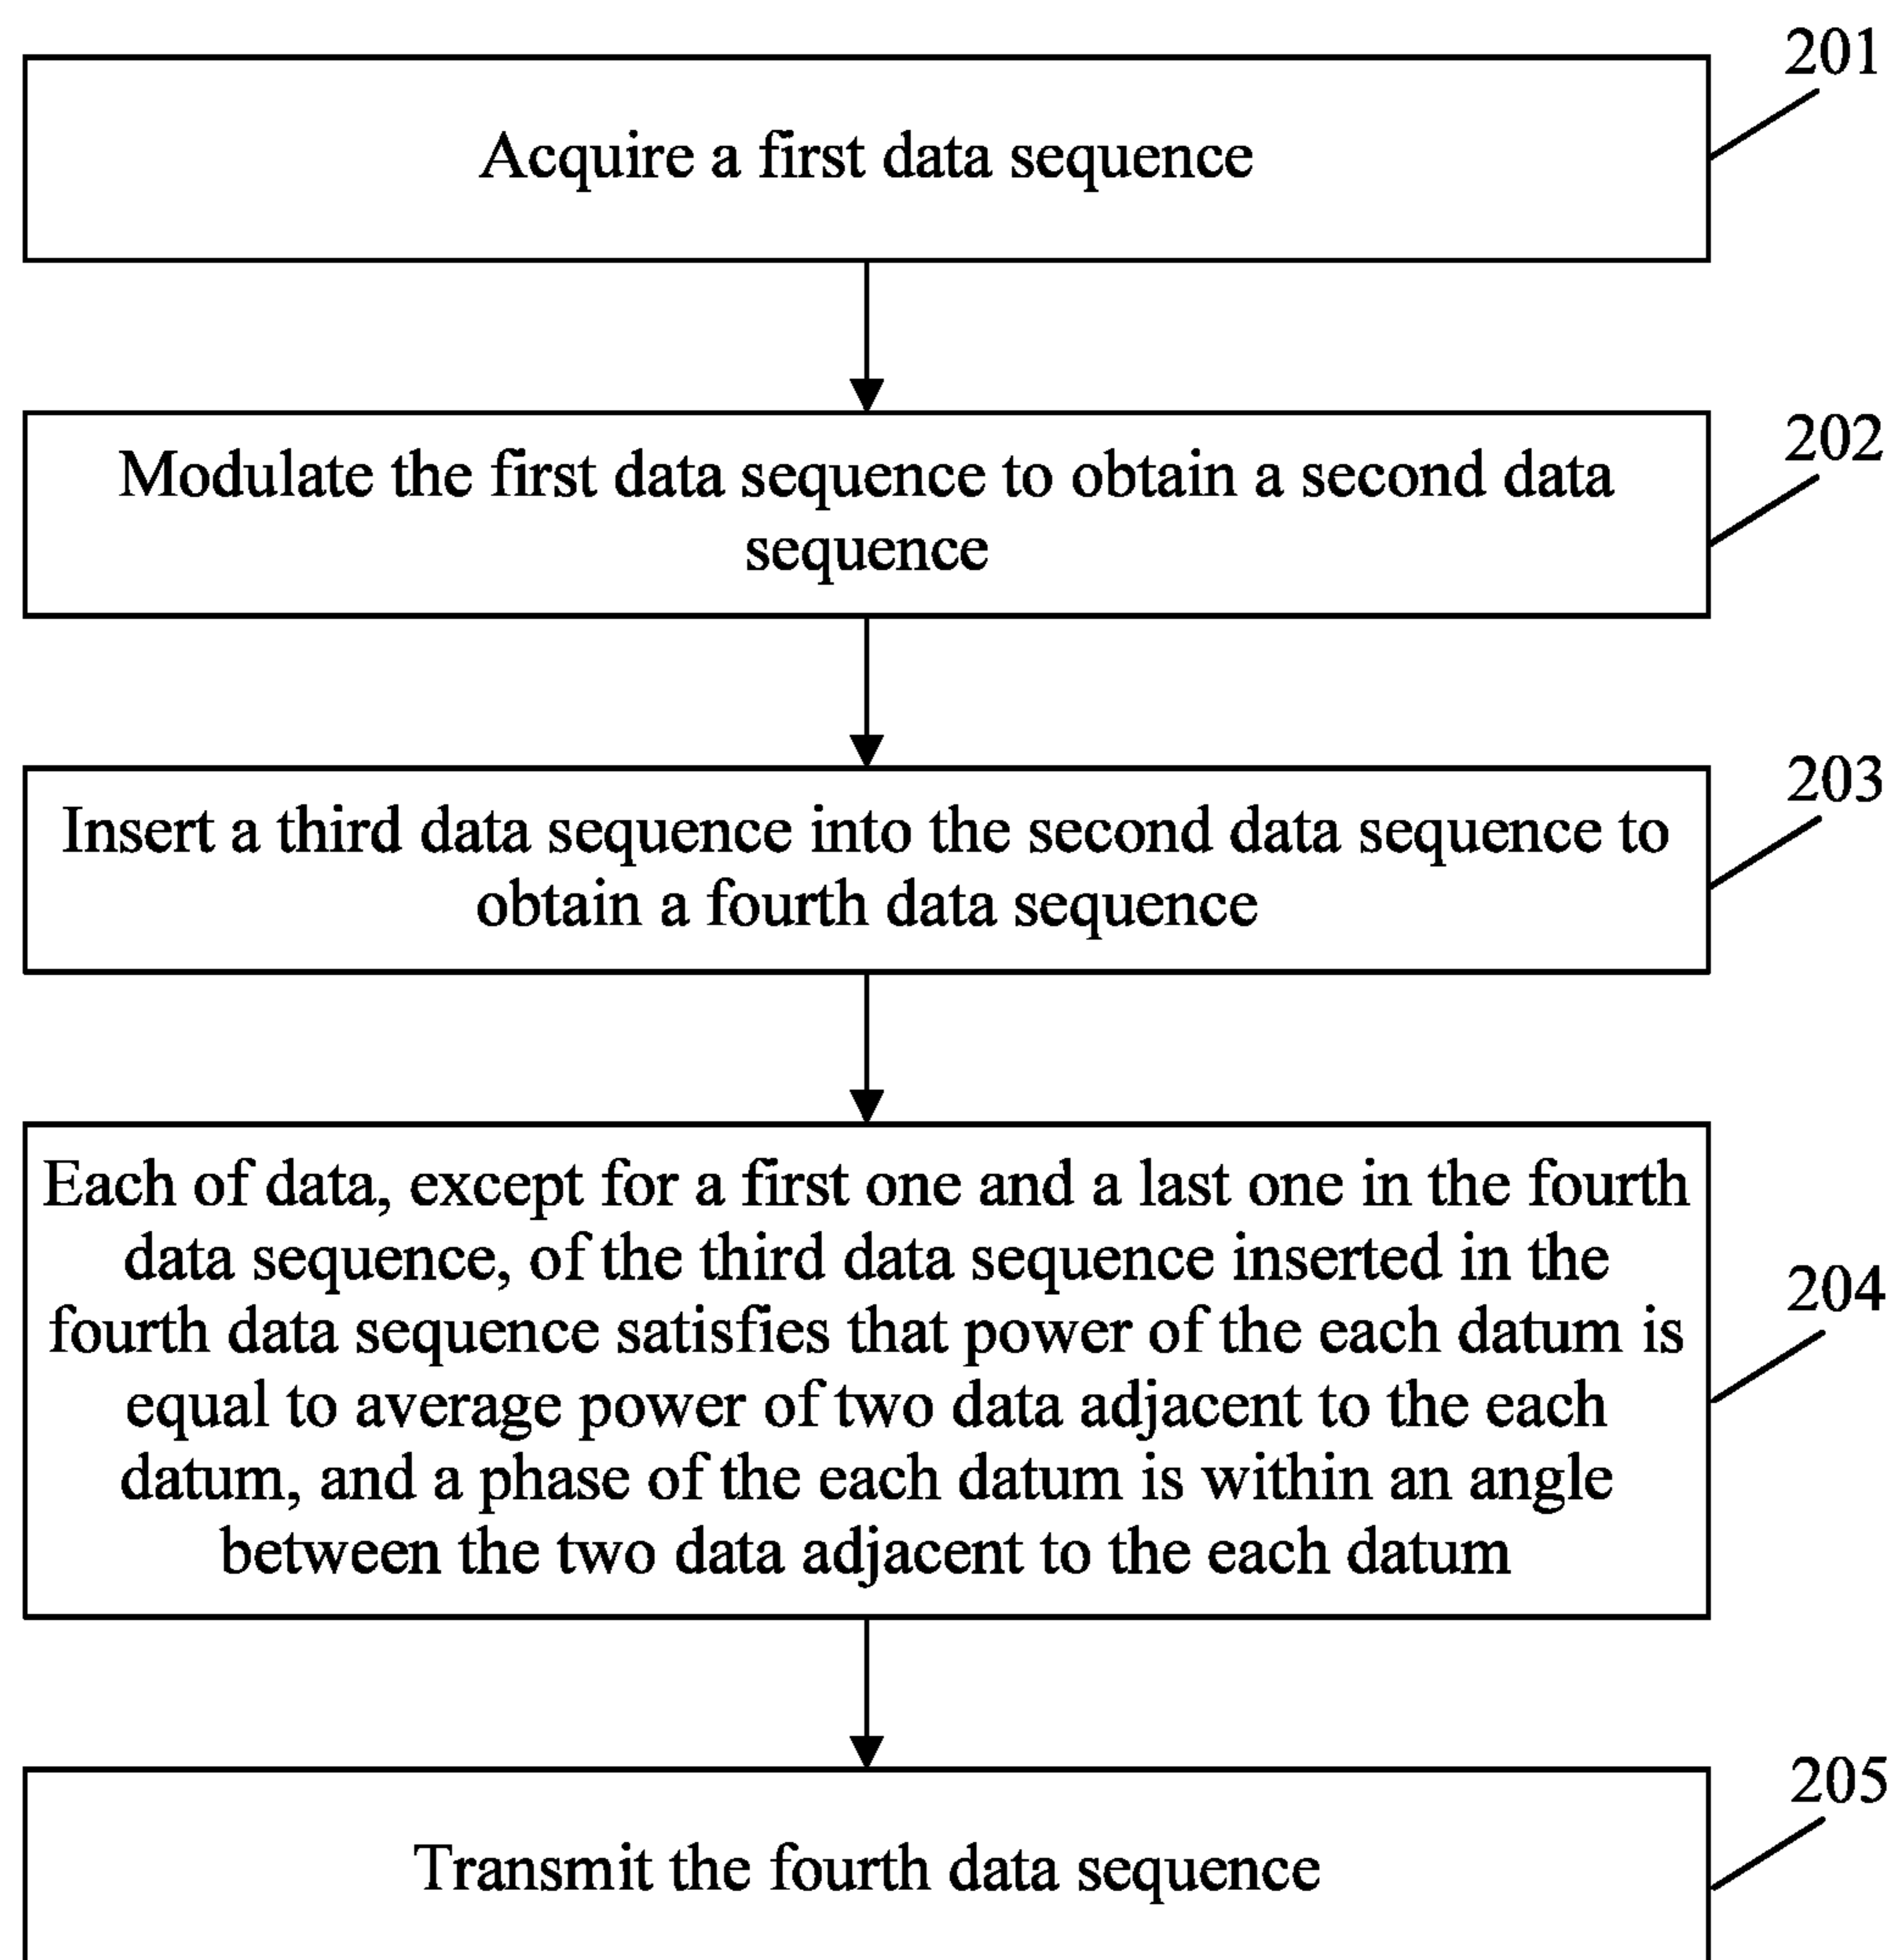 201
Acquire a first data sequence
202
Modulate the first data sequence to obtain a second data
sequence
203
Insert a third data sequence into the second data sequence to
obtain a fourth data sequence
Each of data, except for a first one and a last one in the fourth
data sequence, of the third data sequence inserted in the
204
fourth data sequence satisfies that power of the each datum is
equal to average power of two data adjacent to the each
datum, and a phase of the each datum is within an angle
between the two data adjacent to the each datum
205
Transmit the fourth data sequence